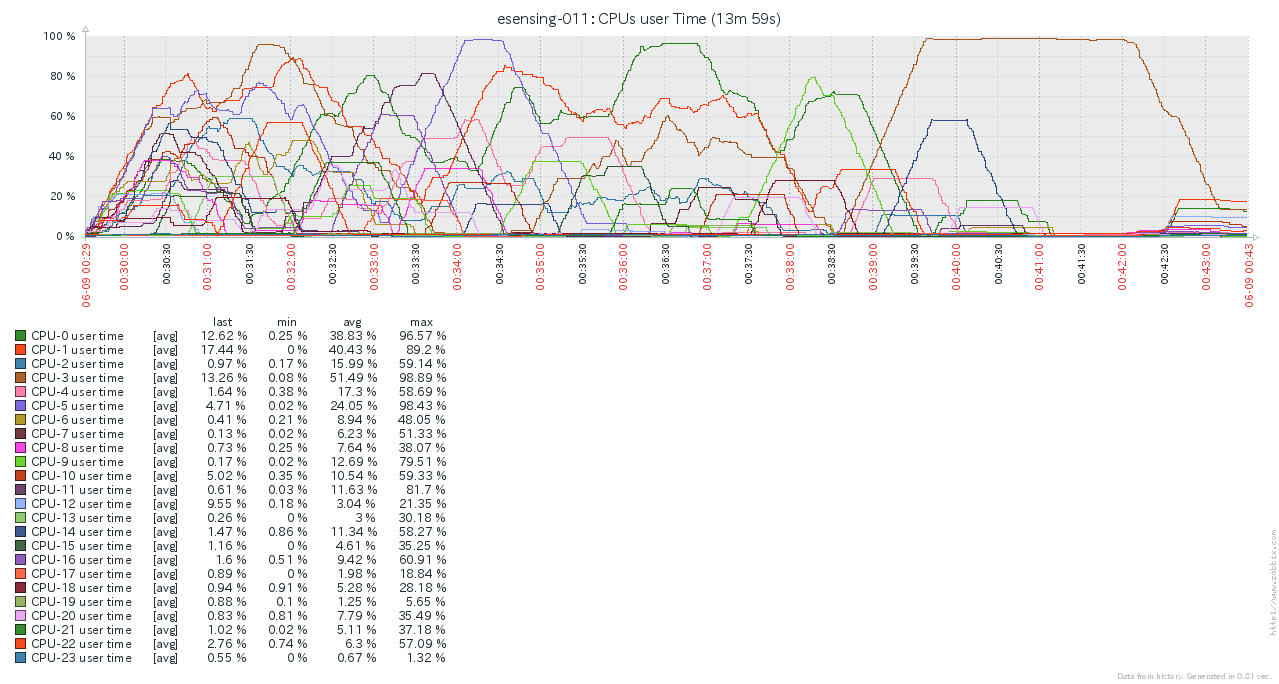 esensing-011: CPUs user Time (13m 59s)
100 %
80 %
60 %
40 %
20 %
0 %
00:30:00
00:30:30
00:31:00
00:31:30
00:32:00
00:32:30
00:33:00
00:33:30
00:34:00
00:34:30
00:35:00
00:35:30
00:36:00
00:36:30
00:37:00
00:37:30
00:38:00
00:38:30
00:39:00
00:39:30
00:40:00
00:40:30
00:41:00
00:41:30
00:42:00
00:42:30
00:43:00
06-09 00:43
last min avg max
CPU-0 user time [avg] 12.62 % 0.25 % 38.83 % 96.57 %
CPU-1 user time [avg] 17.44 % 0 % 40.43 % 89.2 %
CPU-2 user time [avg] 0.97 % 0.17 % 15.99 % 59.14 %
CPU-3 user time [avg] 13.26 % 0.08 % 51.49 % 98.89 %
CPU-4 user time [avg] 1.64 % 0.38 % 17.3 % 58.69 %
CPU-5 user time [avg] 4.71 % 0.02 % 24.05 % 98.43 %
CPU-6 user time [avg] 0.41 % 0.21 % 8.94 % 48.05 %
CPU-7 user time [avg] 0.13 % 0.02 % 6.23 % 51.33 %
CPU-8 user time [avg] 0.73 % 0.25 % 7.64 % 38.07 %
CPU-9 user time [avg] 0.17 % 0.02 % 12.69 % 79.51 %
CPU-10 user time [avg] 5.02 % 0.35 % 10.54 % 59.33 %
CPU-11 user time [avg] 0.61 % 0.03 % 11.63 % 81.7 %
CPU-12 user time [avg] 9.55 % 0.18 % 3.04 % 21.35 %
CPU-13 user time [avg] 0.26 % 0 % 3 % 30.18 %
CPU-14 user time [avg] 1.47 % 0.86 % 11.34 % 58.27 %
CPU-15 user time [avg] 1.16 % 0 % 4.61 % 35.25 %
CPU-16 user time [avg] 1.6 % 0.51 % 9.42 % 60.91 %
CPU-17 user time [avg] 0.89 % 0 % 1.98 % 18.84 %
CPU-18 user time [avg] 0.94 % 0.91 % 5.28 % 28.18 %
CPU-19 user time [avg] 0.88 % 0.1 % 1.25 % 5.65 %
CPU-20 user time [avg] 0.83 % 0.81 % 7.79 % 35.49 %
CPU-21 user time [avg] 1.02 % 0.02 % 5.11 % 37.18 %
CPU-22 user time [avg] 2.76 % 0.74 % 6.3 % 57.09 %
CPU-23 user time [avg] 0.55 % 0 % 0.67 % 1.32 %
http://www.zabbix.com
Data from history. Generated in 0.81 sec.